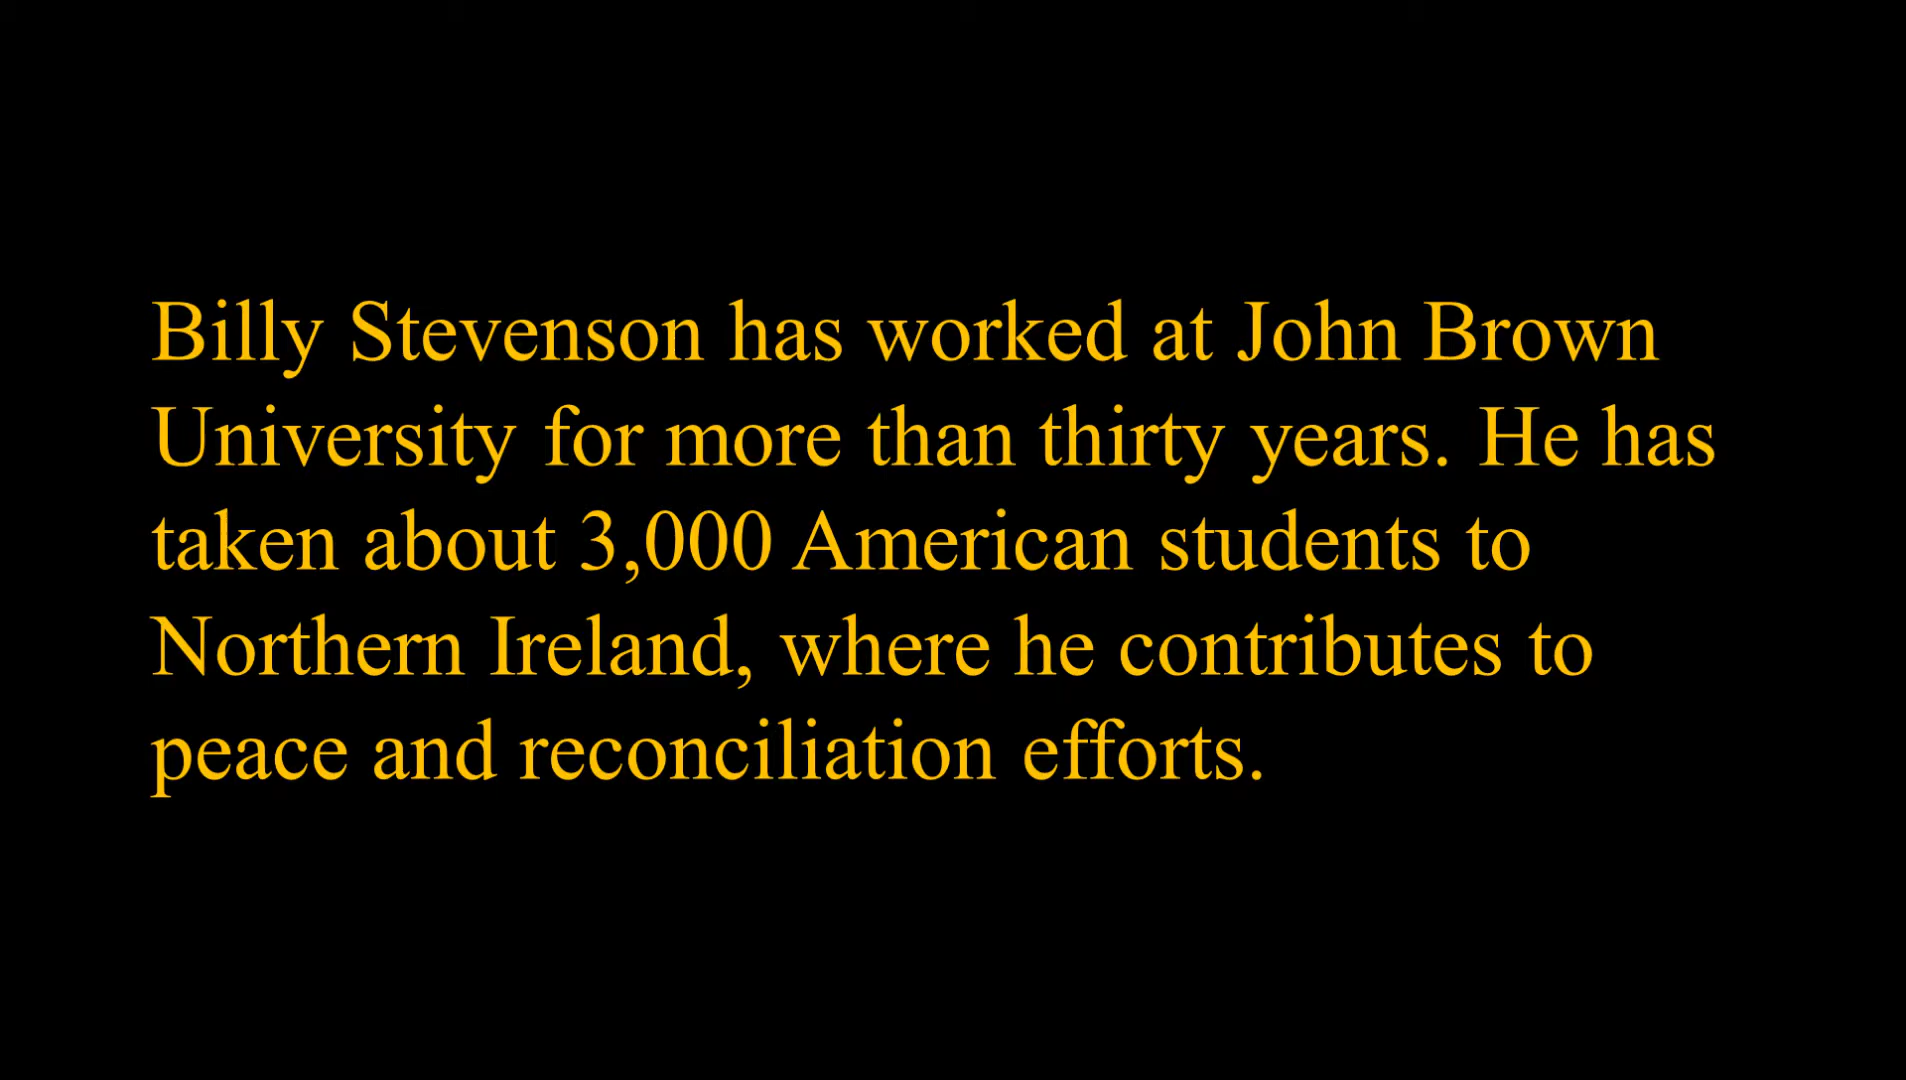 Billy Stevenson has worked at John Brown
University for more than thirty years. He has
taken about 3,000 American students to
Northern Ireland, where he contributes to
peace and reconciliation efforts.